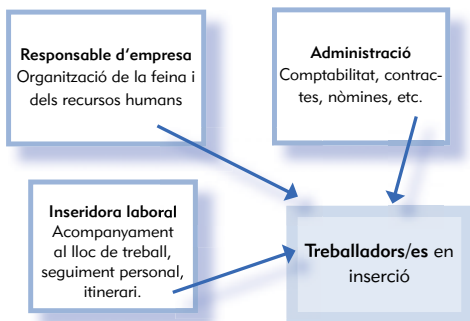 Responsable d’empresa
Organització de la feina i
dels recursos humans
Administració
Comptabilitat, contrac-
tes, nòmines, etc.
Inseridora laboral
Acompanyament
al lloc de treball,
seguiment personal,
itinerari.
Treballadors/es en
inserció